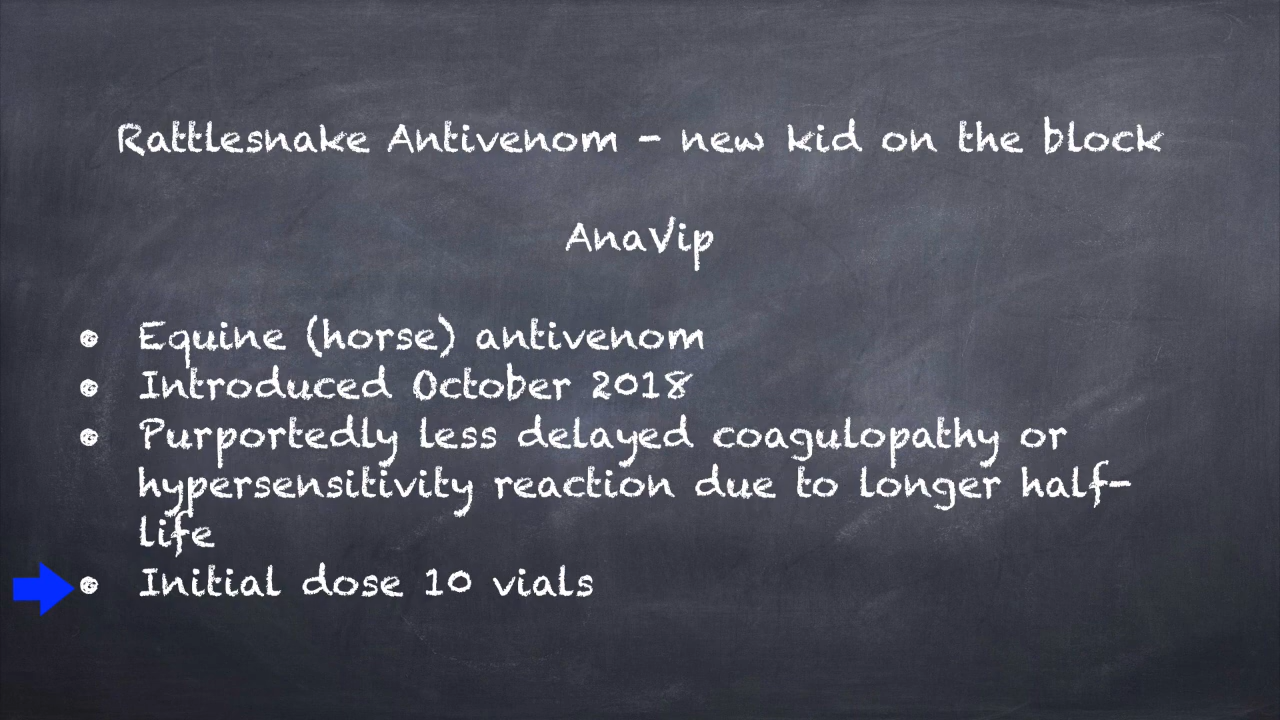 Rattlesnake Antivenom - new kid on the block
AnaVip
• Equine (horse) antivenom
• Introduced October 2018
• Purportedly less delayed coagulopathy or
hypersensitivity reaction due to longer half-
life
• Initial dose 10 vials